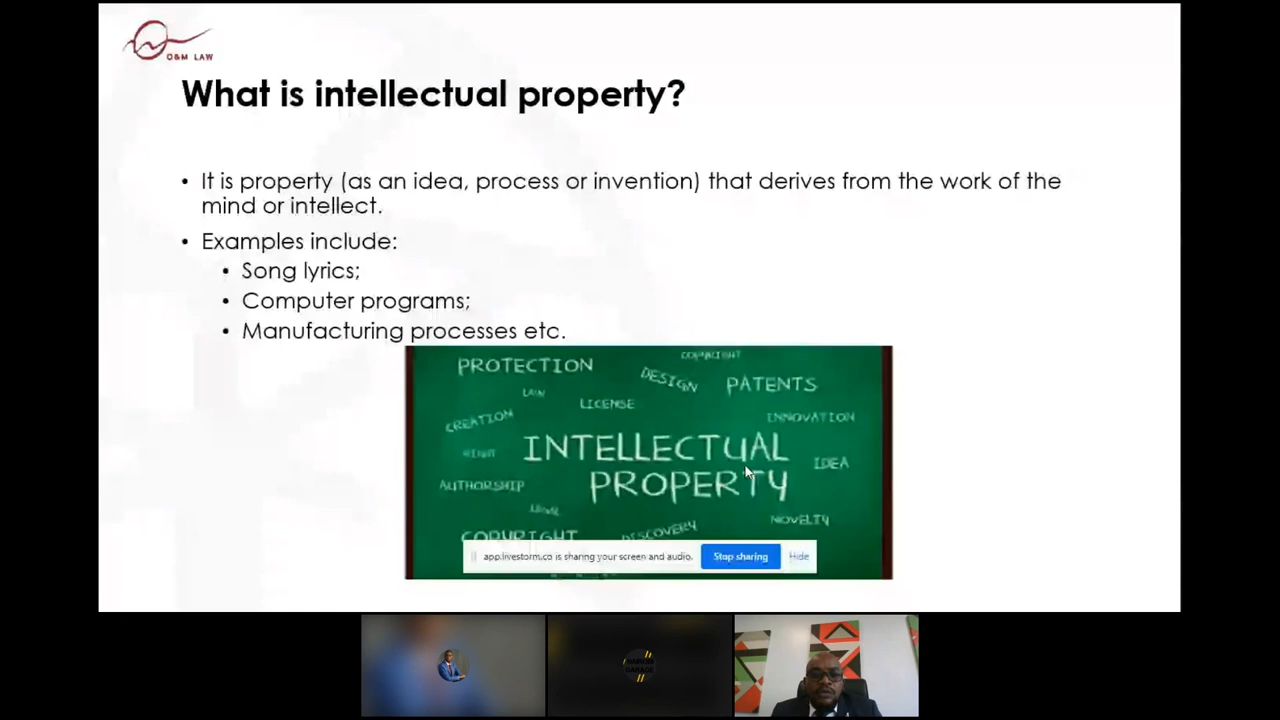 O&M LAW
What is intellectual property?
• It is property (as an idea, process or invention) that derives from the work of the
mind or intellect.
• Examples include:
• Song lyrics;
• Computer programs;
• Manufacturing processes etc.
COPYRIGHT
PROTECTION
DESIGN
PATENTS
LAW
LICENSE
CREATION
INNOVATION
INTELLECTUAL
IDEA
AUTHORSHIP
PROPERTY
NOVELTY
COPYRIGHT
DISCOVERY
app.livestorm.co is sharing your screen and audio.
Stop sharing
Hide
NAIROBI
GARAGE